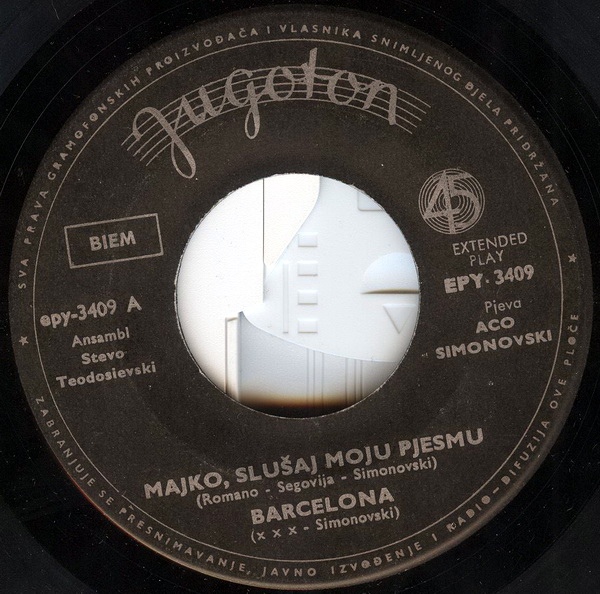 SVA PRAVA GRAMOFONSKIH PROIZVOĐAČA I VLASNIKA SNIMLJENOG DJELA PRIDRŽANA
Jugoton
45
BIEM
EXTENDED
PLAY
EPY· 3409
epy-3409 A
Ansambl
Stevo
Teodosievski
Pjeva
ACO
SIMONOVSKI
MAJKO, SLUŠAJ MOJU PJESMU
(Romano - Segovija - Simonovski)
BARCELONA
(x x x - Simonovski)
ZABRANJUJE SE PRESNIMAVANJE, JAVNO IZVOĐENJE I RADIO-DIFUZIJA OVE PLOČE